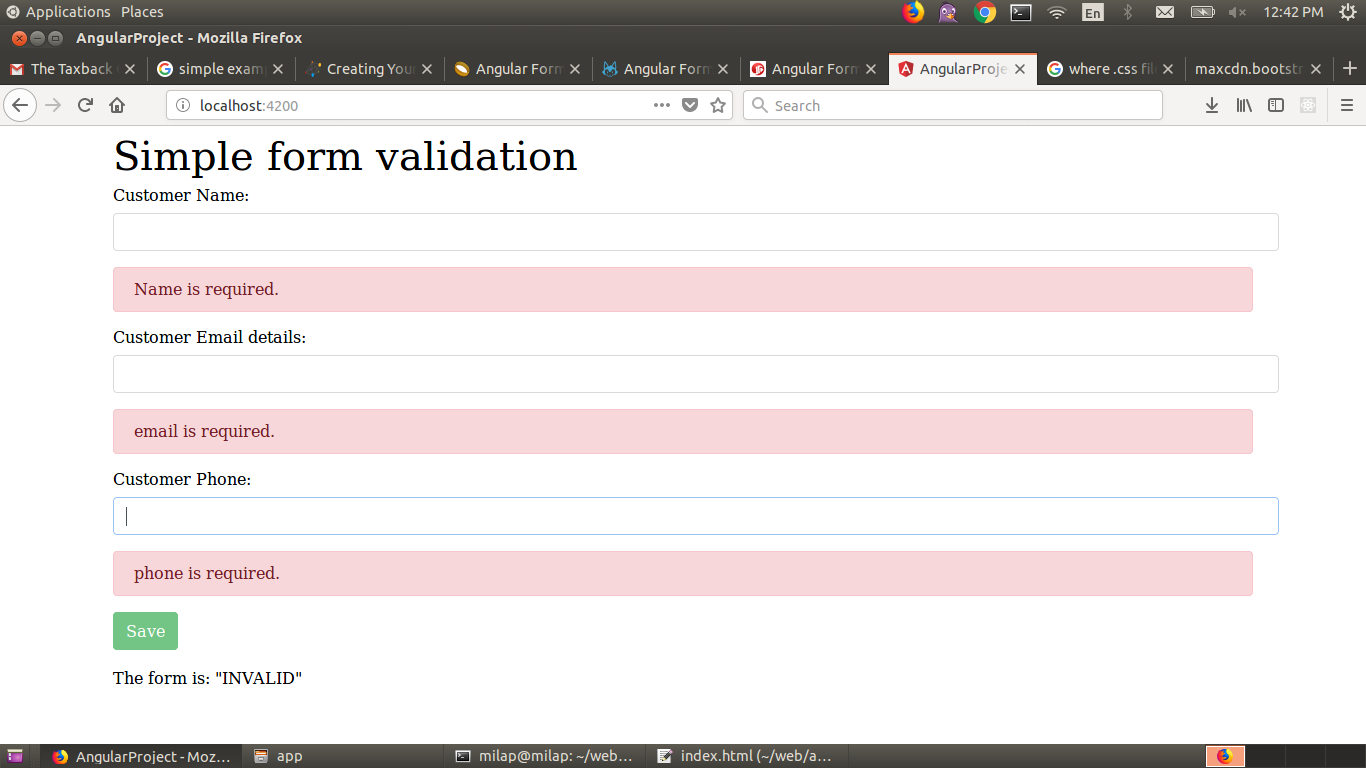 Applications Places En 12:42 PM
AngularProject - Mozilla Firefox
The Taxback simple exam Creating You Angular Form Angular Form Angular Form AngularProje where .css fil maxcdn.bootst
localhost:4200 Search
Simple form validation
Customer Name:
Name is required.
Customer Email details:
email is required.
Customer Phone:
phone is required.
Save
The form is: "INVALID"
AngularProject - Moz... app milap@milap: ~/web... index.html (~/web/a...